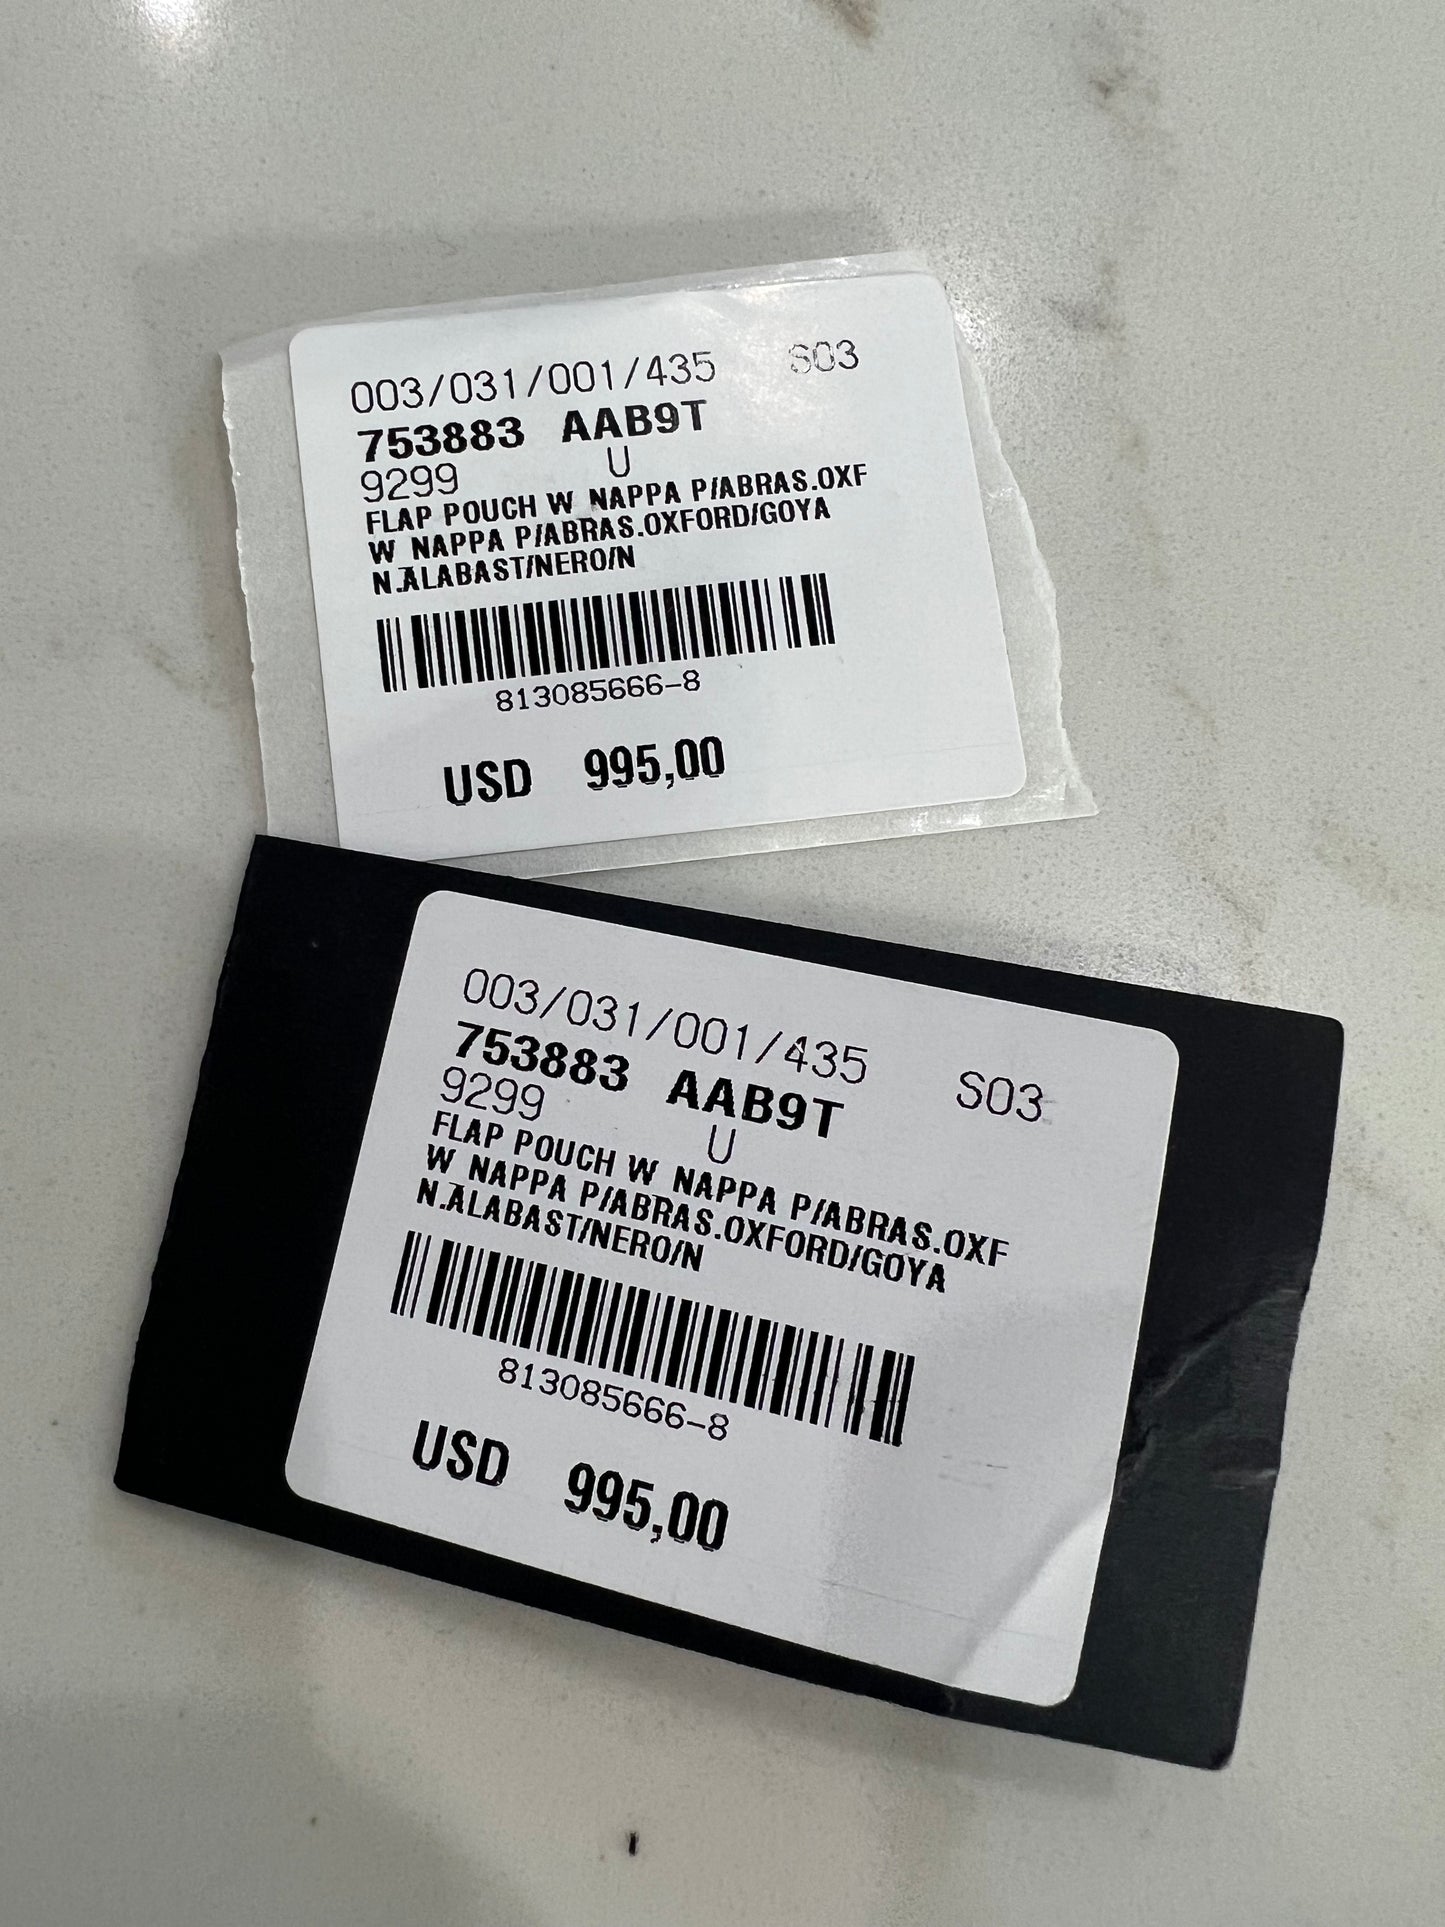 003/031/001/435 S03
753883 AAB9T
9299 U
FLAP POUCH W NAPPA P/ABRAS.OXF
W NAPPA P/ABRAS.OXFORD/GOYA
N.ALABAST/NERO/N
813085666-8
USD 995,00
003/031/001/435 S03
753883 AAB9T
9299 U
FLAP POUCH W NAPPA P/ABRAS.OXF
W NAPPA P/ABRAS.OXFORD/GOYA
N.ALABAST/NERO/N
813085666-8
USD 995,00